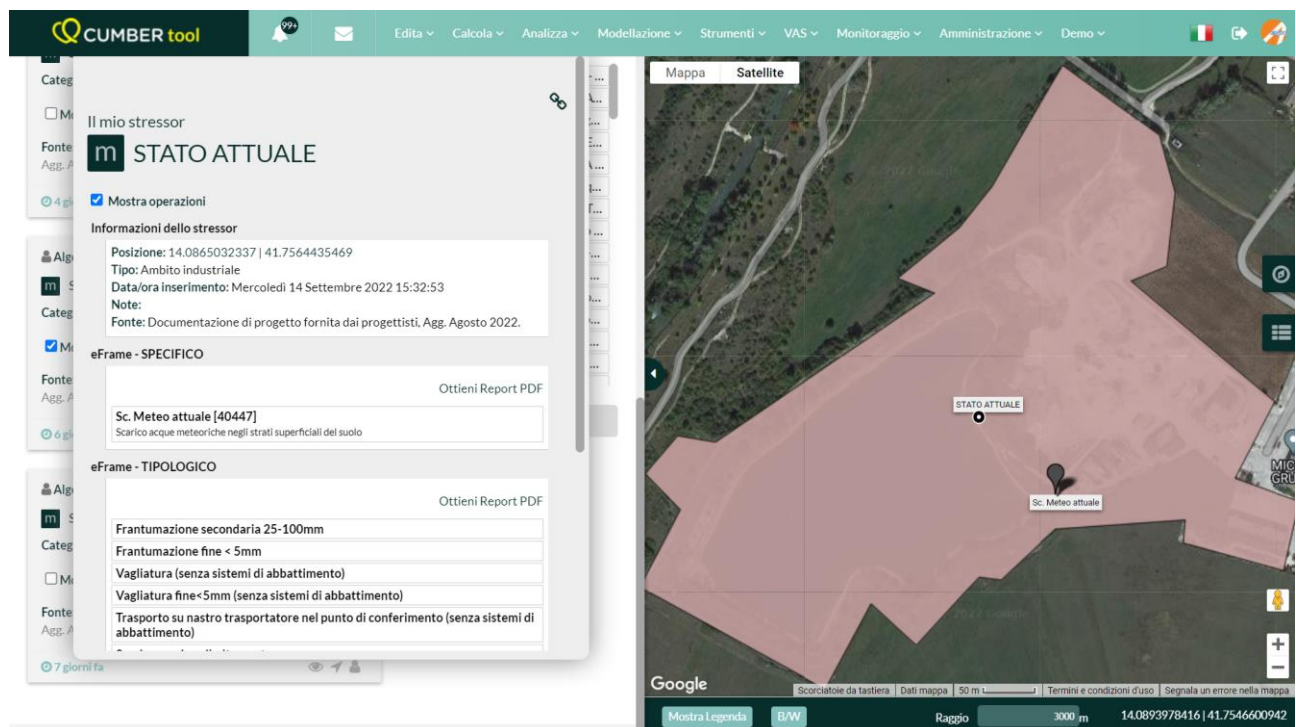 CUMBER tool
99+
Edita
Calcola
Analizza
Modellazione
Strumenti
VAS
Monitoraggio
Amministrazione
Demo
Categ
Fonte
Agg. A
Categ
Fonte
Agg. A
Categ
Fonte
Agg. A
7 giorni fa
Il mio stressor
m STATO ATTUALE
Mostra operazioni
Informazioni dello stressor
Posizione: 14.0865032337 | 41.7564435469
Tipo: Ambito industriale
Data/ora inserimento: Mercoledì 14 Settembre 2022 15:32:53
Note:
Fonte: Documentazione di progetto fornita dai progettisti, Agg. Agosto 2022.
eFrame - SPECIFICO
Ottieni Report PDF
Sc. Meteo attuale [40447]
Scarico acque meteoriche negli strati superficiali del suolo
eFrame - TIPOLOGICO
Ottieni Report PDF
Frantumazione secondaria 25-100mm
Frantumazione fine < 5mm
Vagliatura (senza sistemi di abbattimento)
Vagliatura fine<5mm (senza sistemi di abbattimento)
Trasporto su nastro trasportatore nel punto di conferimento (senza sistemi di
abbattimento)
Mappa
Satellite
STATO ATTUALE
Sc. Meteo attuale
MIC
GRU
Google
Scorciatoie da tastiera
Dati mappa
50 m
Termini e condizioni d'uso
Segnala un errore nella mappa
Mostra Legenda
B/W
Raggio
3000 m
14.0893978416 | 41.7546600942